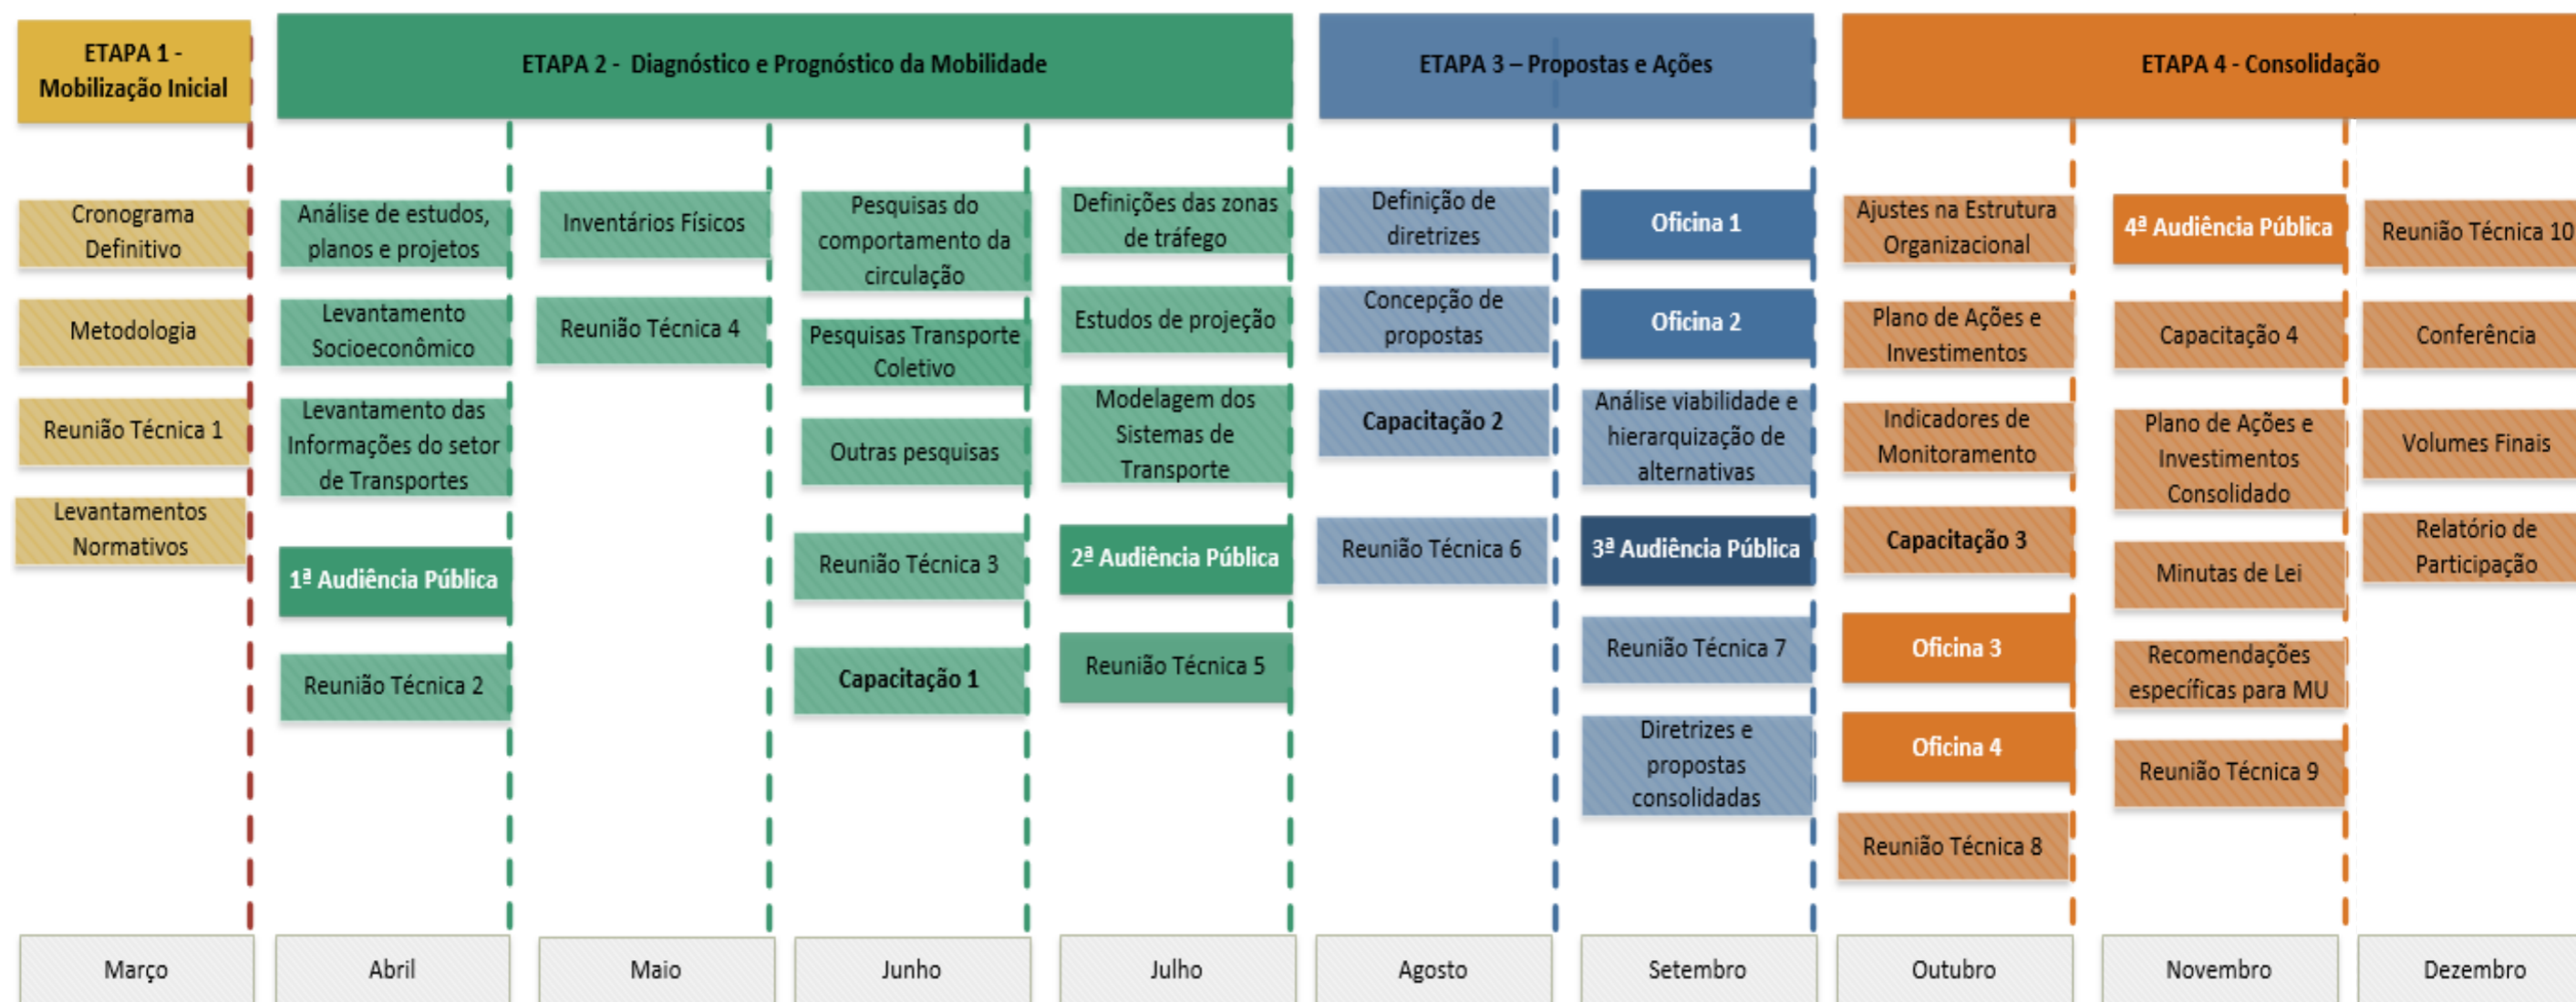 ETAPA 1 -
Mobilização Inicial
ETAPA 2 - Diagnóstico e Prognóstico da Mobilidade
ETAPA 3 – Propostas e Ações
ETAPA 4 - Consolidação
Cronograma
Definitivo
Metodologia
Reunião Técnica 1
Levantamentos
Normativos
Março
Análise de estudos,
planos e projetos
Levantamento
Socioeconômico
Levantamento das
Informações do setor
de Transportes
1ª Audiência Pública
Reunião Técnica 2
Abril
Inventários Físicos
Reunião Técnica 4
Maio
Pesquisas do
comportamento da
circulação
Pesquisas Transporte
Coletivo
Outras pesquisas
Reunião Técnica 3
Capacitação 1
Junho
Definições das zonas
de tráfego
Estudos de projeção
Modelagem dos
Sistemas de
Transporte
2ª Audiência Pública
Reunião Técnica 5
Julho
Definição de
diretrizes
Concepção de
propostas
Capacitação 2
Reunião Técnica 6
Agosto
Oficina 1
Oficina 2
Análise viabilidade e
hierarquização de
alternativas
3ª Audiência Pública
Reunião Técnica 7
Diretrizes e
propostas
consolidadas
Setembro
Ajustes na Estrutura
Organizacional
Plano de Ações e
Investimentos
Indicadores de
Monitoramento
Capacitação 3
Oficina 3
Oficina 4
Reunião Técnica 8
Outubro
4ª Audiência Pública
Capacitação 4
Plano de Ações e
Investimentos
Consolidado
Minutas de Lei
Recomendações
específicas para MU
Reunião Técnica 9
Novembro
Reunião Técnica 10
Conferência
Volumes Finais
Relatório de
Participação
Dezembro